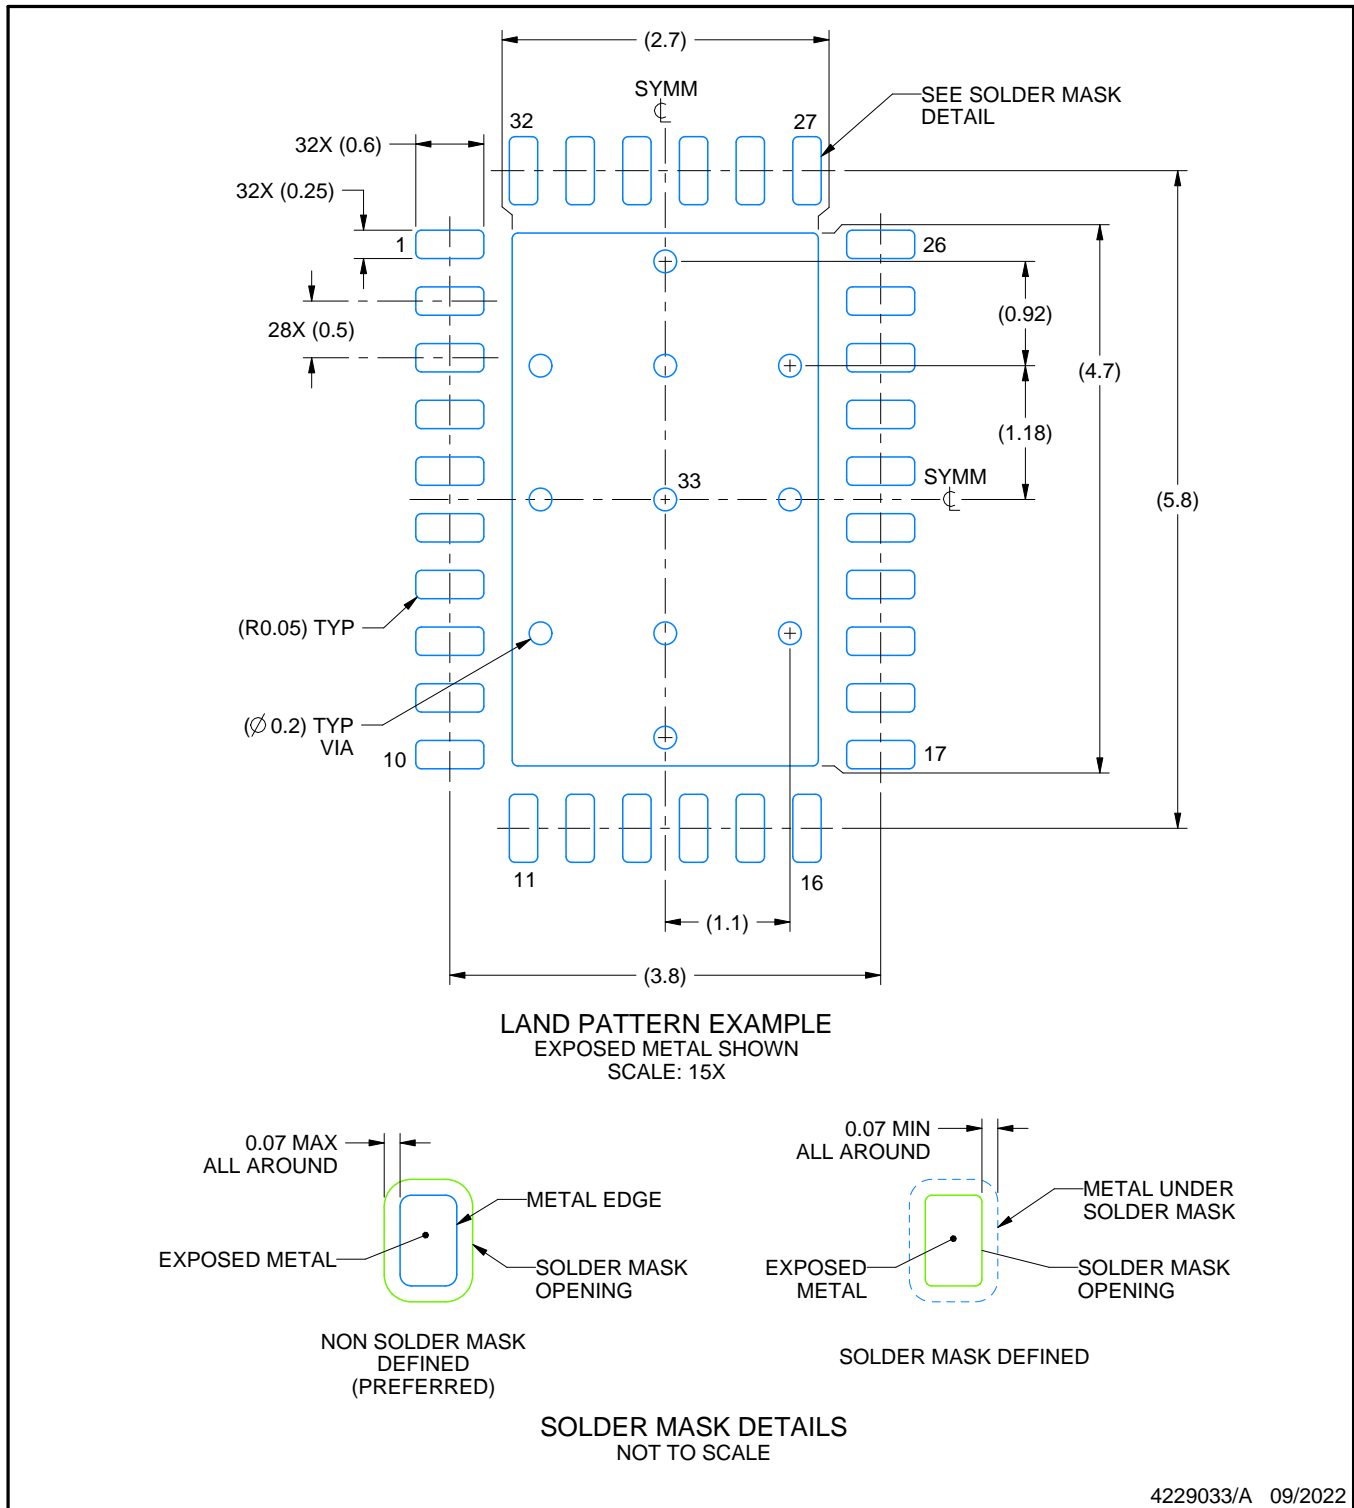 (2.7)
SYMM
℄
SEE SOLDER MASK
DETAIL
32
27
32X (0.6)
32X (0.25)
1
26
28X (0.5)
(0.92)
(4.7)
(1.18)
33
SYMM
℄
(5.8)
(R0.05) TYP
(∅ 0.2) TYP
VIA
10
17
11
16
(1.1)
(3.8)
LAND PATTERN EXAMPLE
EXPOSED METAL SHOWN
SCALE: 15X
0.07 MAX
ALL AROUND
METAL EDGE
EXPOSED METAL
SOLDER MASK
OPENING
NON SOLDER MASK
DEFINED
(PREFERRED)
0.07 MIN
ALL AROUND
METAL UNDER
SOLDER MASK
EXPOSED
METAL
SOLDER MASK
OPENING
SOLDER MASK DEFINED
SOLDER MASK DETAILS
NOT TO SCALE
4229033/A 09/2022